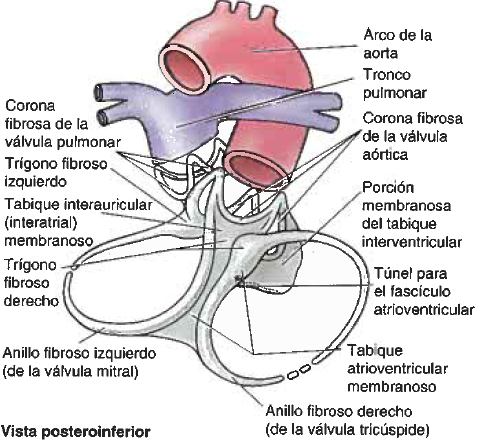 Arco de la
aorta
Tronco
pulmonar
Corona fibrosa
de la válvula
aórtica
Porción
membranosa
del tabique
interventricular
Túnel para
el fascículo
atrioventricular
Tabique
atrioventricular
membranoso
Anillo fibroso derecho
(de la válvula tricúspide)
Corona
fibrosa de la
válvula pulmonar
Trígono fibroso
izquierdo
Tabique interauricular
(interatrial)
membranoso
Trígono
fibroso
derecho
Anillo fibroso izquierdo
(de la válvula mitral)
Vista posteroinferior